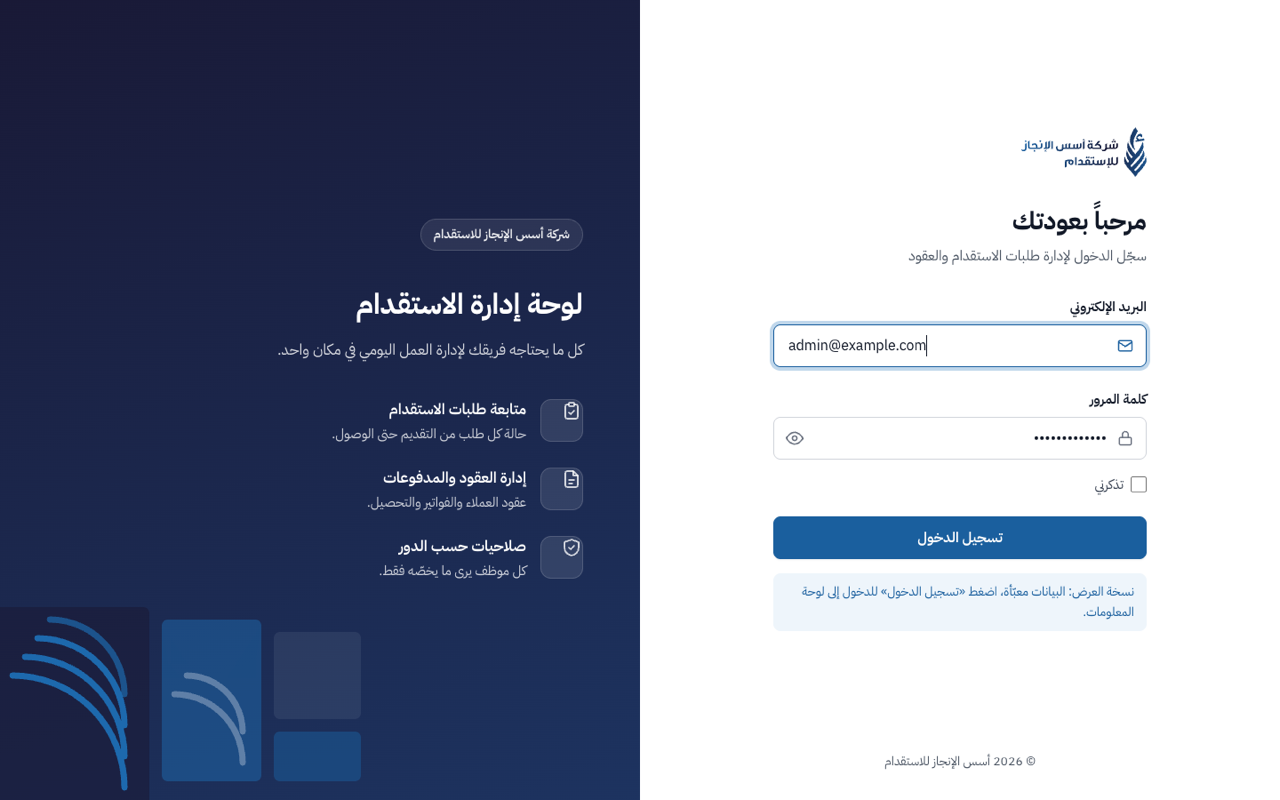 شركة أسس الإنجاز
للإستقدام
مرحباً بعودتك
سجّل الدخول لإدارة طلبات الاستقدام والعقود
البريد الإلكتروني
admin@example.com
كلمة المرور
•••••••••••••
تذكرني
تسجيل الدخول
نسخة العرض: البيانات معبّأة، اضغط «تسجيل الدخول» للدخول إلى لوحة
المعلومات.
© 2026 أسس الإنجاز للاستقدام
شركة أسس الإنجاز للاستقدام
لوحة إدارة الاستقدام
كل ما يحتاجه فريقك لإدارة العمل اليومي في مكان واحد.
متابعة طلبات الاستقدام
حالة كل طلب من التقديم حتى الوصول.
إدارة العقود والمدفوعات
عقود العملاء والفواتير والتحصيل.
صلاحيات حسب الدور
كل موظف يرى ما يخصّه فقط.